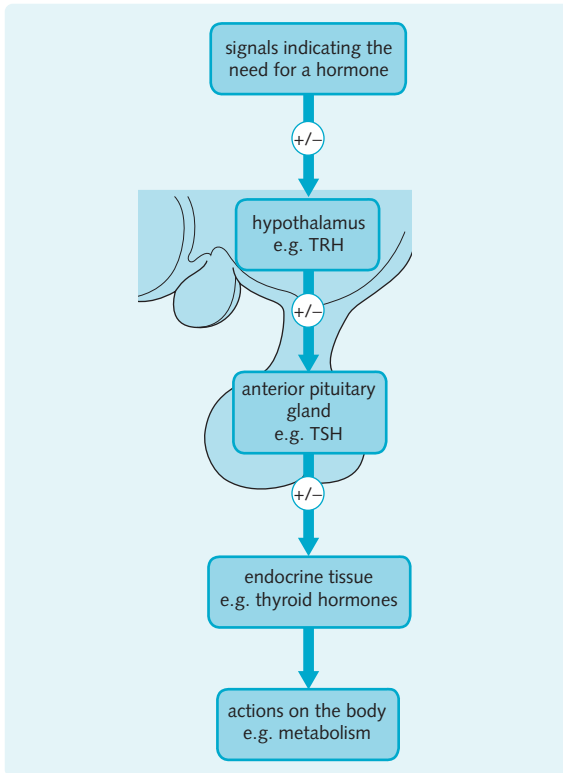 signals indicating the
need for a hormone
+/–
hypothalamus
e.g. TRH
+/–
anterior pituitary
gland
e.g. TSH
+/–
endocrine tissue
e.g. thyroid hormones
actions on the body
e.g. metabolism